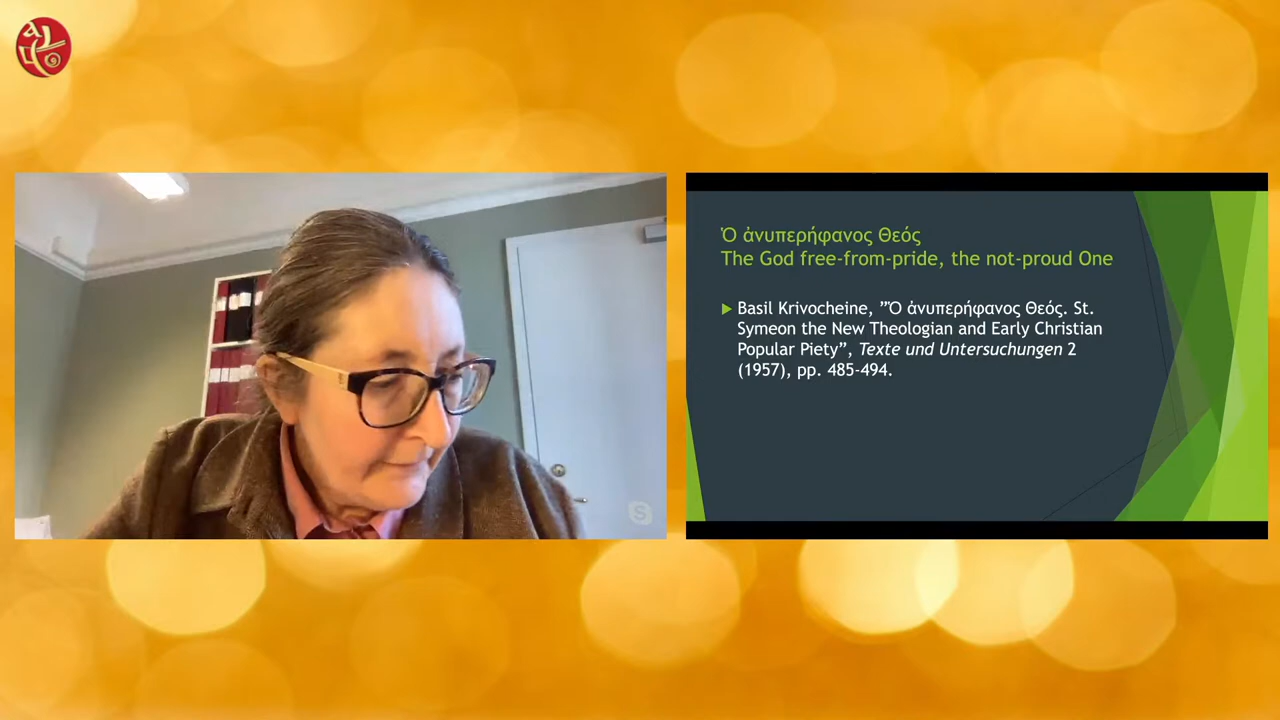 Ὁ ἀνυπερήφανος Θεός
The God free-from-pride, the not-proud One
Basil Krivocheine, ”Ὁ ἀνυπερήφανος Θεός. St.
Symeon the New Theologian and Early Christian
Popular Piety”, Texte und Untersuchungen 2
(1957), pp. 485-494.